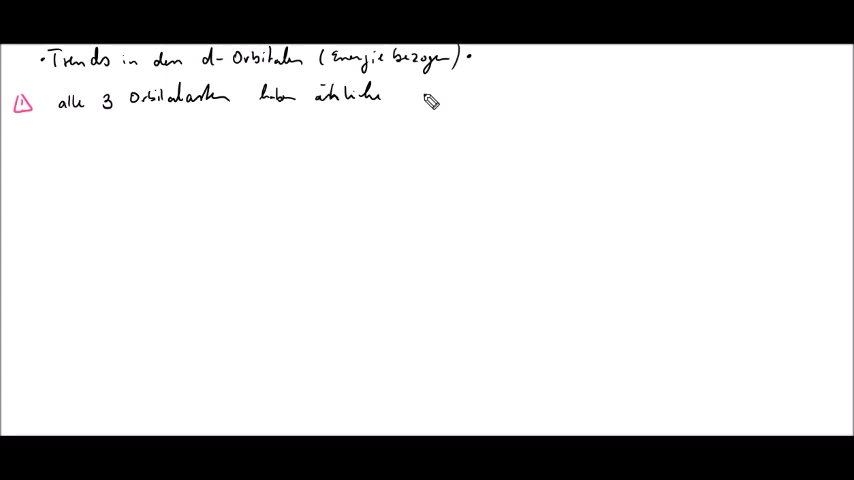 • Trends in den d-Orbitalen (Energie bezogen) •
alle 3 Orbitalarten haben ähnliche